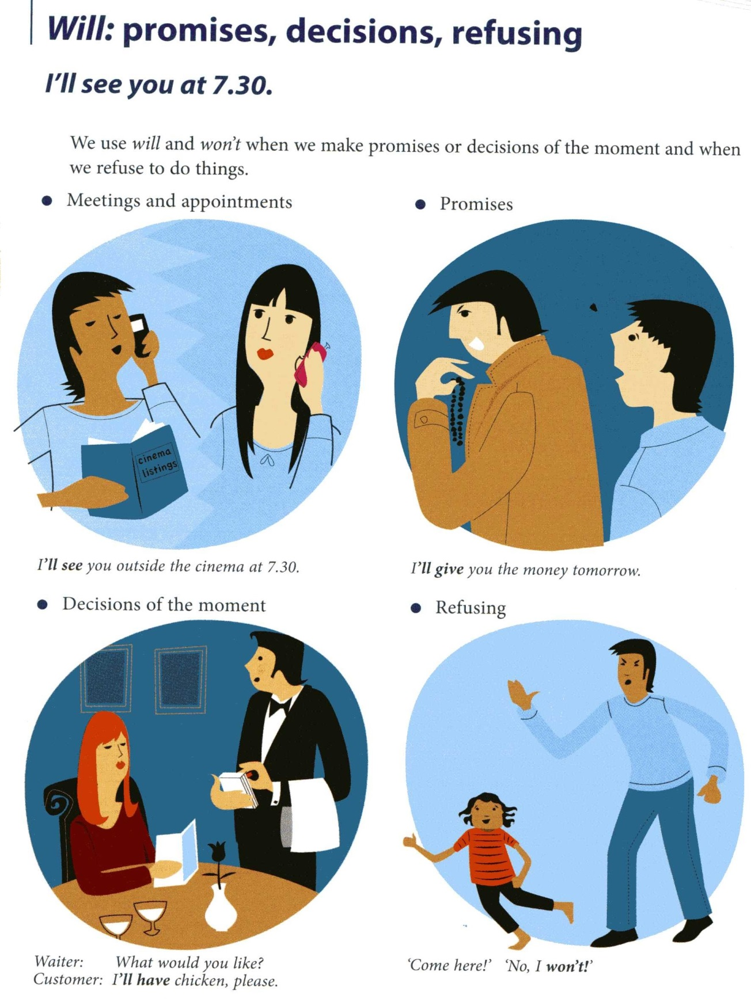 Will: promises, decisions, refusing
I'll see you at 7.30.
We use will and won't when we make promises or decisions of the moment and when
we refuse to do things.
● Meetings and appointments
● Promises
cinema
listings
I'll see you outside the cinema at 7.30.
I'll give you the money tomorrow.
● Decisions of the moment
● Refusing
Waiter: What would you like?
Customer: I'll have chicken, please.
‘Come here!’ ‘No, I won't!’